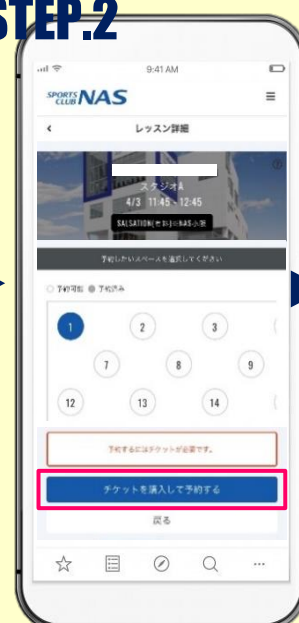 STEP.2
9:41 AM
SPORTS CLUB NAS
レッスン詳細
スタジオA
4/3 11:45 - 12:45
予約したいスペースを選択してください
予約可能 予約済み
1 2 3
7 8 9
12 13 14
予約するにはチケットが必要です。
チケットを購入して予約する
戻る